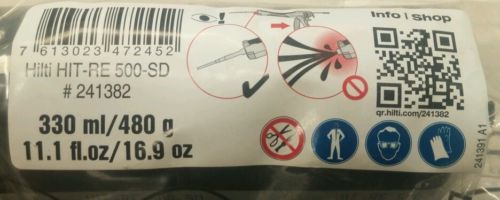 7 613023 472452
Hilti HIT-RE 500-SD
# 241382
330 ml/480 g
11.1 fl.oz/16.9 oz
Info | Shop
qr.hilti.com/241382
241391 A1